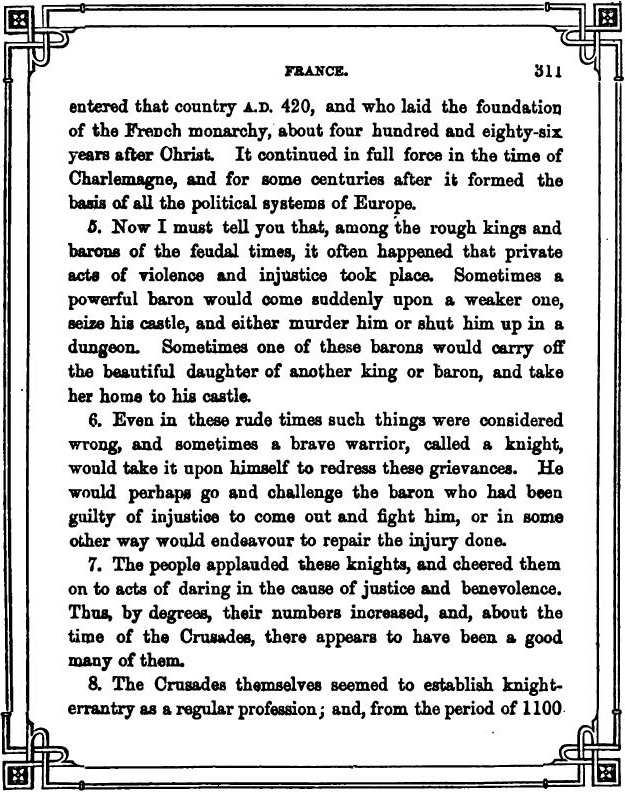 FRANCE. 311
entered that country A.D. 420, and who laid the foundation
of the French monarchy, about four hundred and eighty-six
years after Christ. It continued in full force in the time of
Charlemagne, and for some centuries after it formed the
basis of all the political systems of Europe.
5. Now I must tell you that, among the rough kings and
barons of the feudal times, it often happened that private
acts of violence and injustice took place. Sometimes a
powerful baron would come suddenly upon a weaker one,
seize his castle, and either murder him or shut him up in a
dungeon. Sometimes one of these barons would carry off
the beautiful daughter of another king or baron, and take
her home to his castle.
6. Even in these rude times such things were considered
wrong, and sometimes a brave warrior, called a knight,
would take it upon himself to redress these grievances. He
would perhaps go and challenge the baron who had been
guilty of injustice to come out and fight him, or in some
other way would endeavour to repair the injury done.
7. The people applauded these knights, and cheered them
on to acts of daring in the cause of justice and benevolence.
Thus, by degrees, their numbers increased, and, about the
time of the Crusades, there appears to have been a good
many of them.
8. The Crusades themselves seemed to establish knight-
errantry as a regular profession; and, from the period of 1100